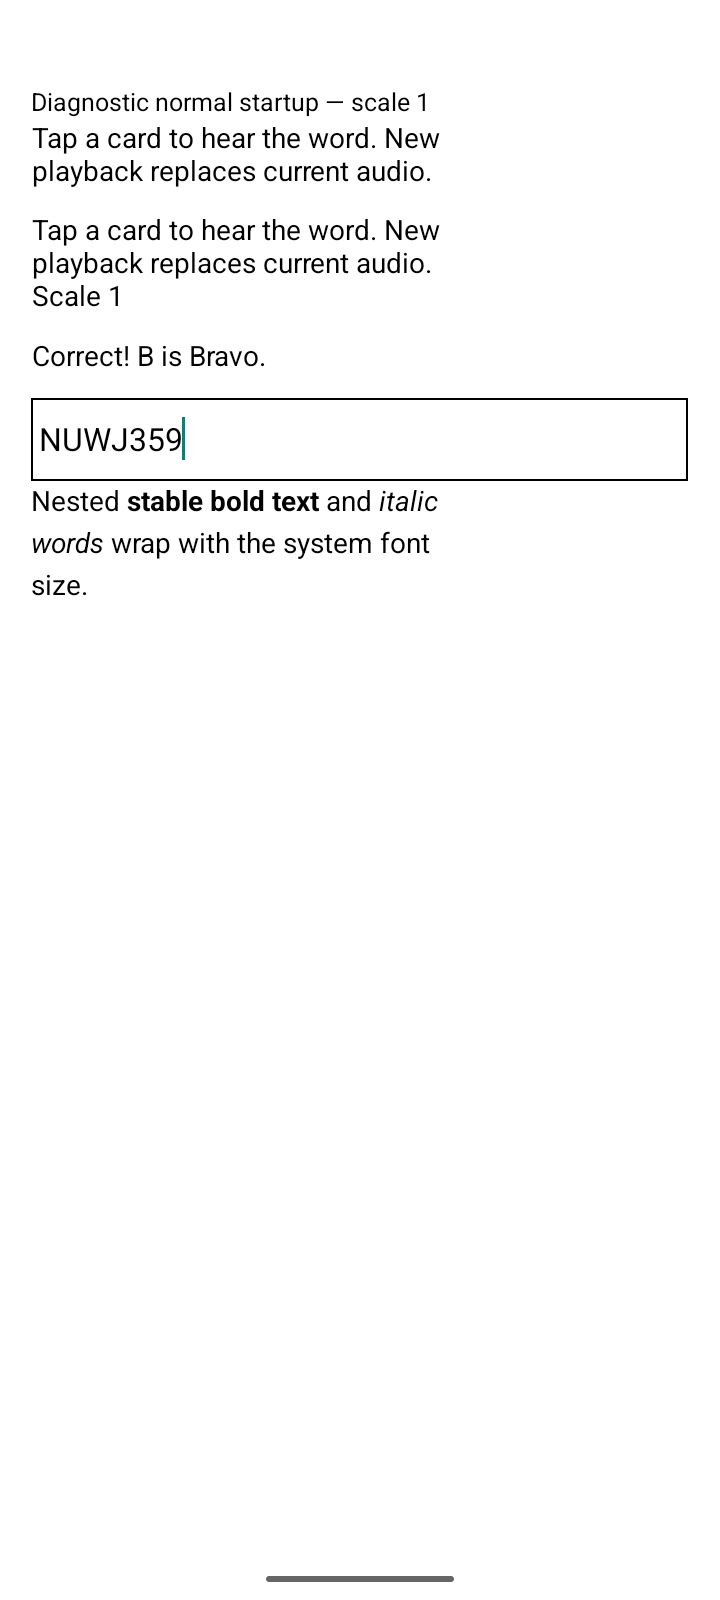 Diagnostic normal startup — scale 1
Tap a card to hear the word. New
playback replaces current audio.
Tap a card to hear the word. New
playback replaces current audio.
Scale 1
Correct! B is Bravo.
NUWJ359
Nested stable bold text and italic
words wrap with the system font
size.